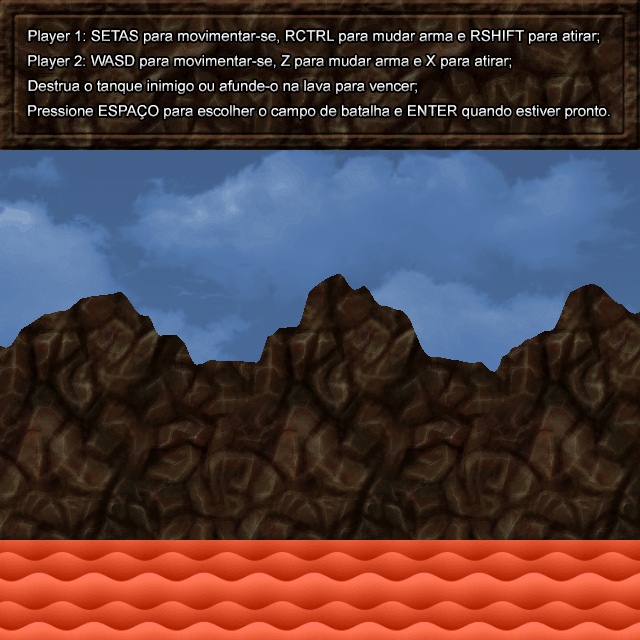 Player 1: SETAS para movimentar-se, RCTRL para mudar arma e RSHIFT para atirar;
Player 2: WASD para movimentar-se, Z para mudar arma e X para atirar;
Destrua o tanque inimigo ou afunde-o na lava para vencer;
Pressione ESPAÇO para escolher o campo de batalha e ENTER quando estiver pronto.